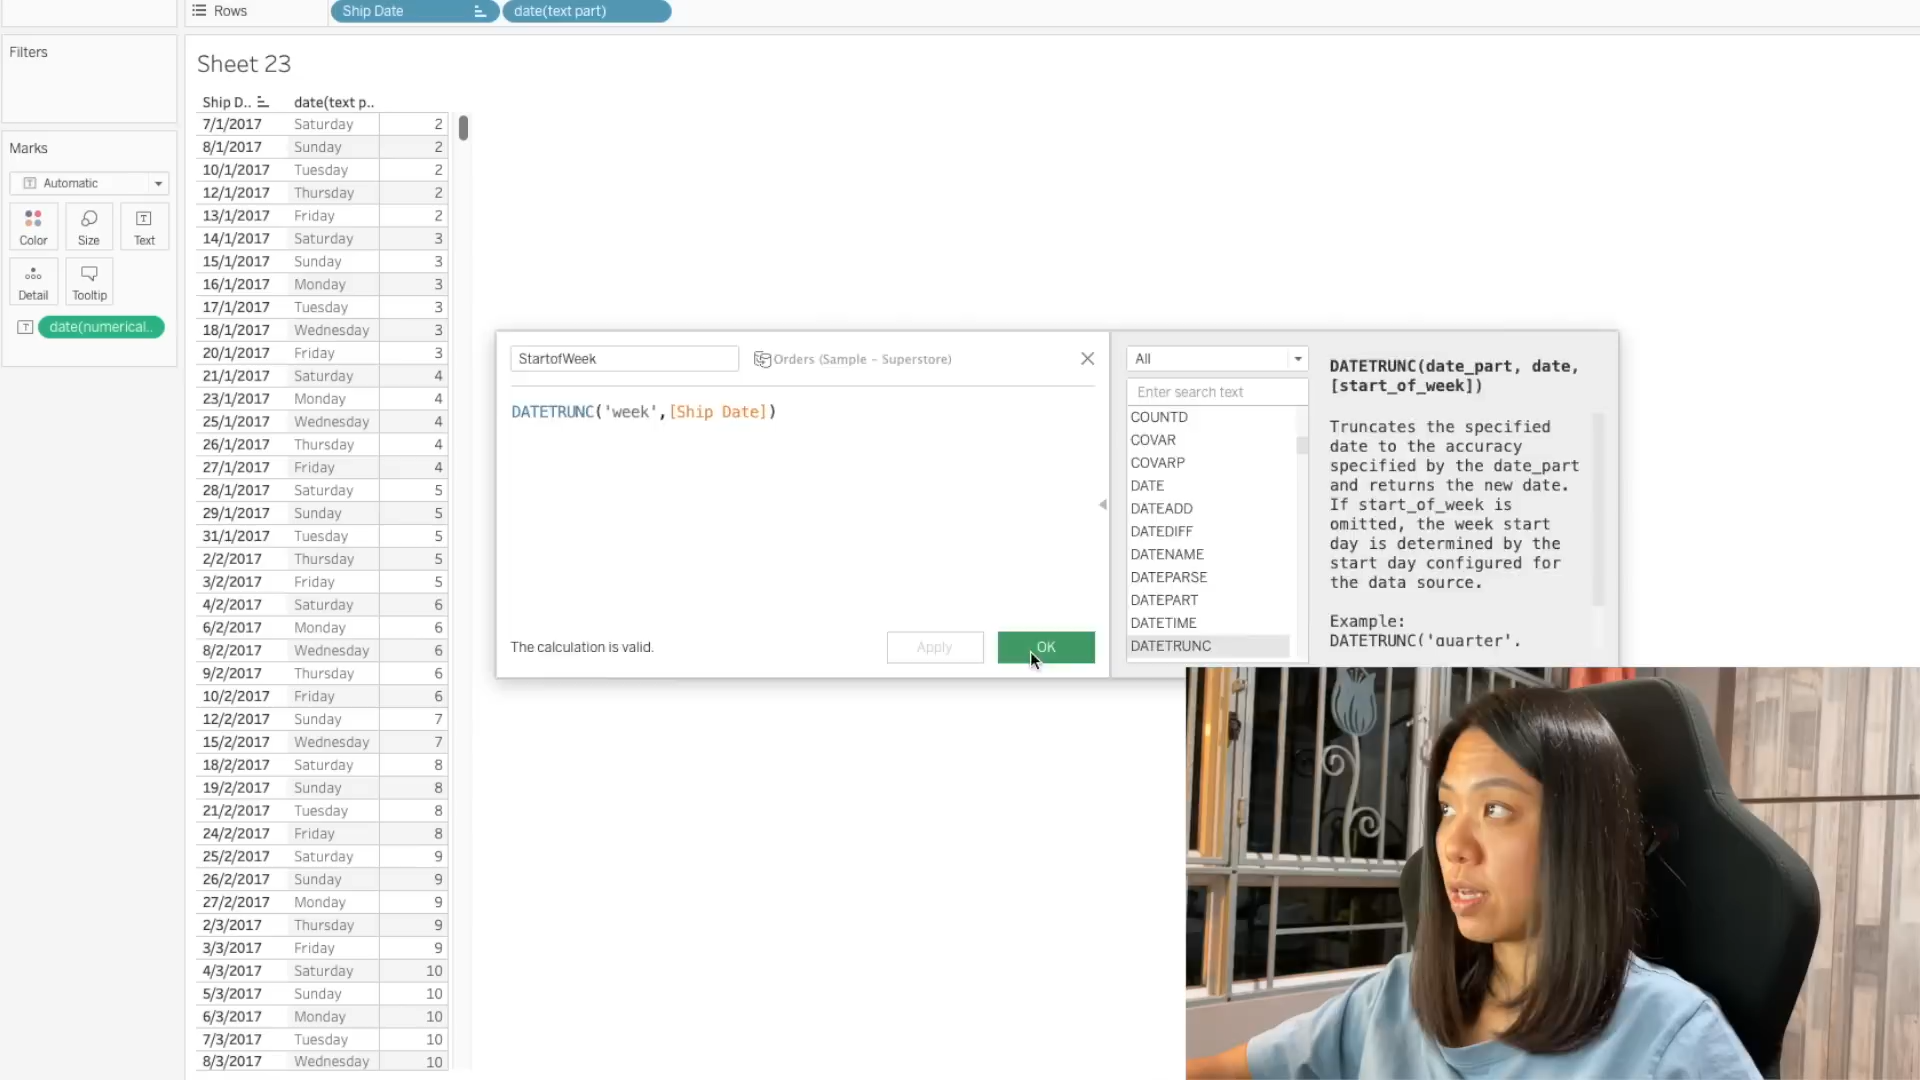 Rows
Ship Date
date(text part)
Filters
Sheet 23
Ship D..
date(text p..
Marks
Automatic
Color
Size
Text
Detail
Tooltip
date(numerical..
7/1/2017 Saturday 2
8/1/2017 Sunday 2
10/1/2017 Tuesday 2
12/1/2017 Thursday 2
13/1/2017 Friday 2
14/1/2017 Saturday 3
15/1/2017 Sunday 3
16/1/2017 Monday 3
17/1/2017 Tuesday 3
18/1/2017 Wednesday 3
20/1/2017 Friday 3
21/1/2017 Saturday 4
23/1/2017 Monday 4
25/1/2017 Wednesday 4
26/1/2017 Thursday 4
27/1/2017 Friday 4
28/1/2017 Saturday 5
29/1/2017 Sunday 5
31/1/2017 Tuesday 5
2/2/2017 Thursday 5
3/2/2017 Friday 5
4/2/2017 Saturday 6
6/2/2017 Monday 6
8/2/2017 Wednesday 6
9/2/2017 Thursday 6
10/2/2017 Friday 6
12/2/2017 Sunday 7
15/2/2017 Wednesday 7
18/2/2017 Saturday 8
19/2/2017 Sunday 8
21/2/2017 Tuesday 8
24/2/2017 Friday 8
25/2/2017 Saturday 9
26/2/2017 Sunday 9
27/2/2017 Monday 9
2/3/2017 Thursday 9
3/3/2017 Friday 9
4/3/2017 Saturday 10
5/3/2017 Sunday 10
6/3/2017 Monday 10
7/3/2017 Tuesday 10
8/3/2017 Wednesday 10
StartofWeek
Orders (Sample - Superstore)
DATETRUNC('week',[Ship Date])
The calculation is valid.
Apply
OK
All
Enter search text
COUNTD
COVAR
COVARP
DATE
DATEADD
DATEDIFF
DATENAME
DATEPARSE
DATEPART
DATETIME
DATETRUNC
DATETRUNC(date_part, date,
[start_of_week])
Truncates the specified
date to the accuracy
specified by the date_part
and returns the new date.
If start_of_week is
omitted, the week start
day is determined by the
start day configured for
the data source.
Example:
DATETRUNC('quarter',